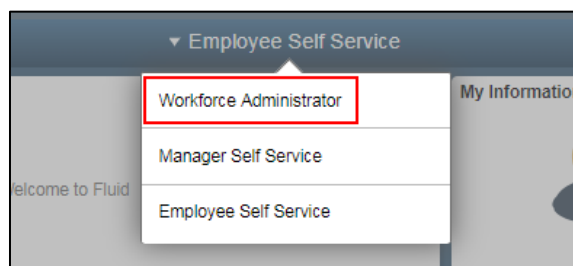 Employee Self Service
Workforce Administrator
My Informatio
Manager Self Service
elcome to Fluid
Employee Self Service